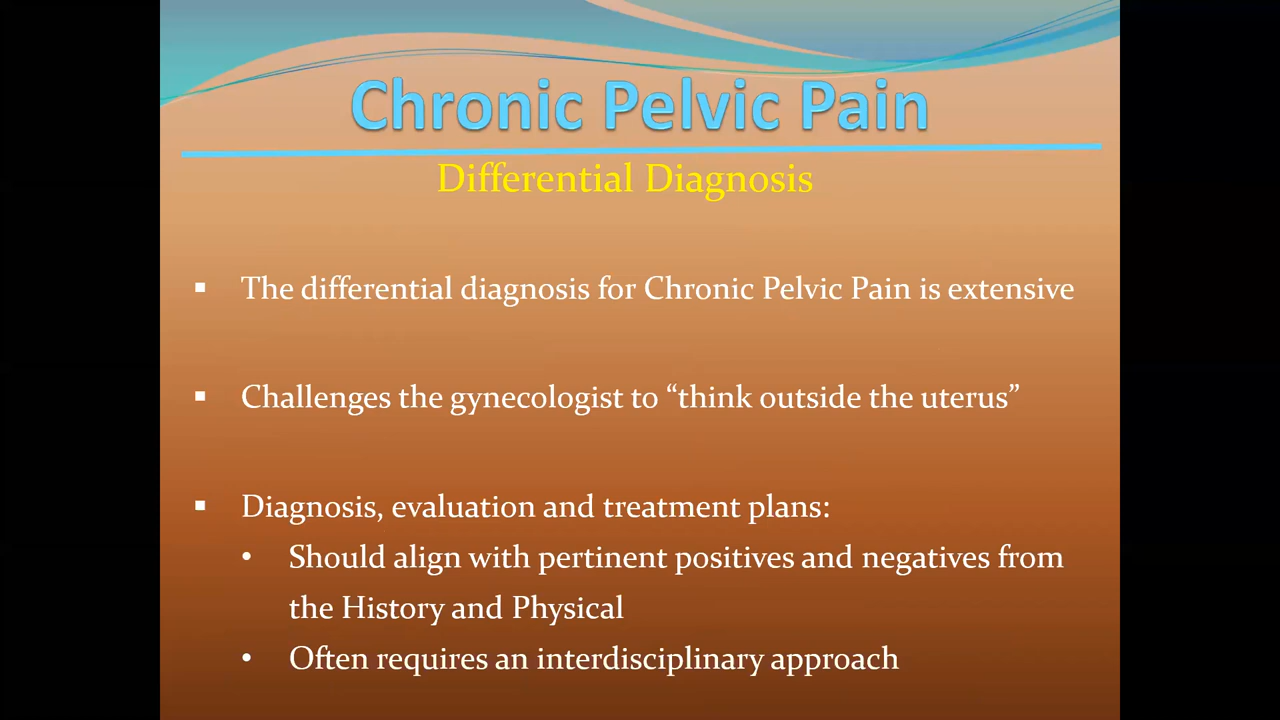 Chronic Pelvic Pain
Differential Diagnosis
▪ The differential diagnosis for Chronic Pelvic Pain is extensive
▪ Challenges the gynecologist to “think outside the uterus”
▪ Diagnosis, evaluation and treatment plans:
• Should align with pertinent positives and negatives from
the History and Physical
• Often requires an interdisciplinary approach